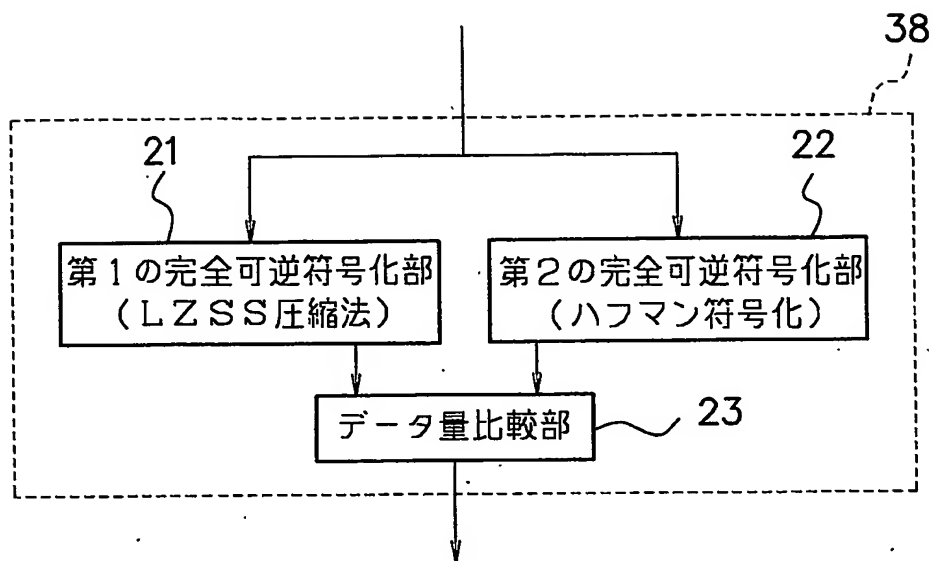 38
21
22
第1の完全可逆符号化部
(LZSS圧縮法)
第2の完全可逆符号化部
(ハフマン符号化)
データ量比較部
23